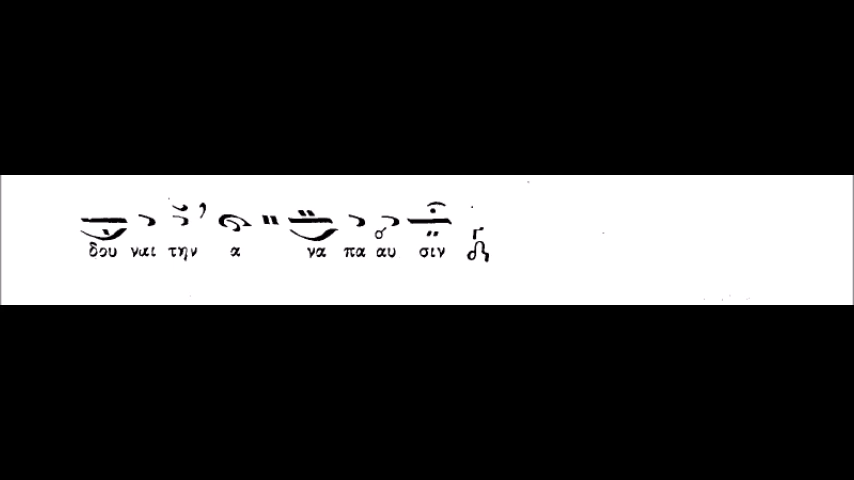 δου ναι την α να πα αυ σιν